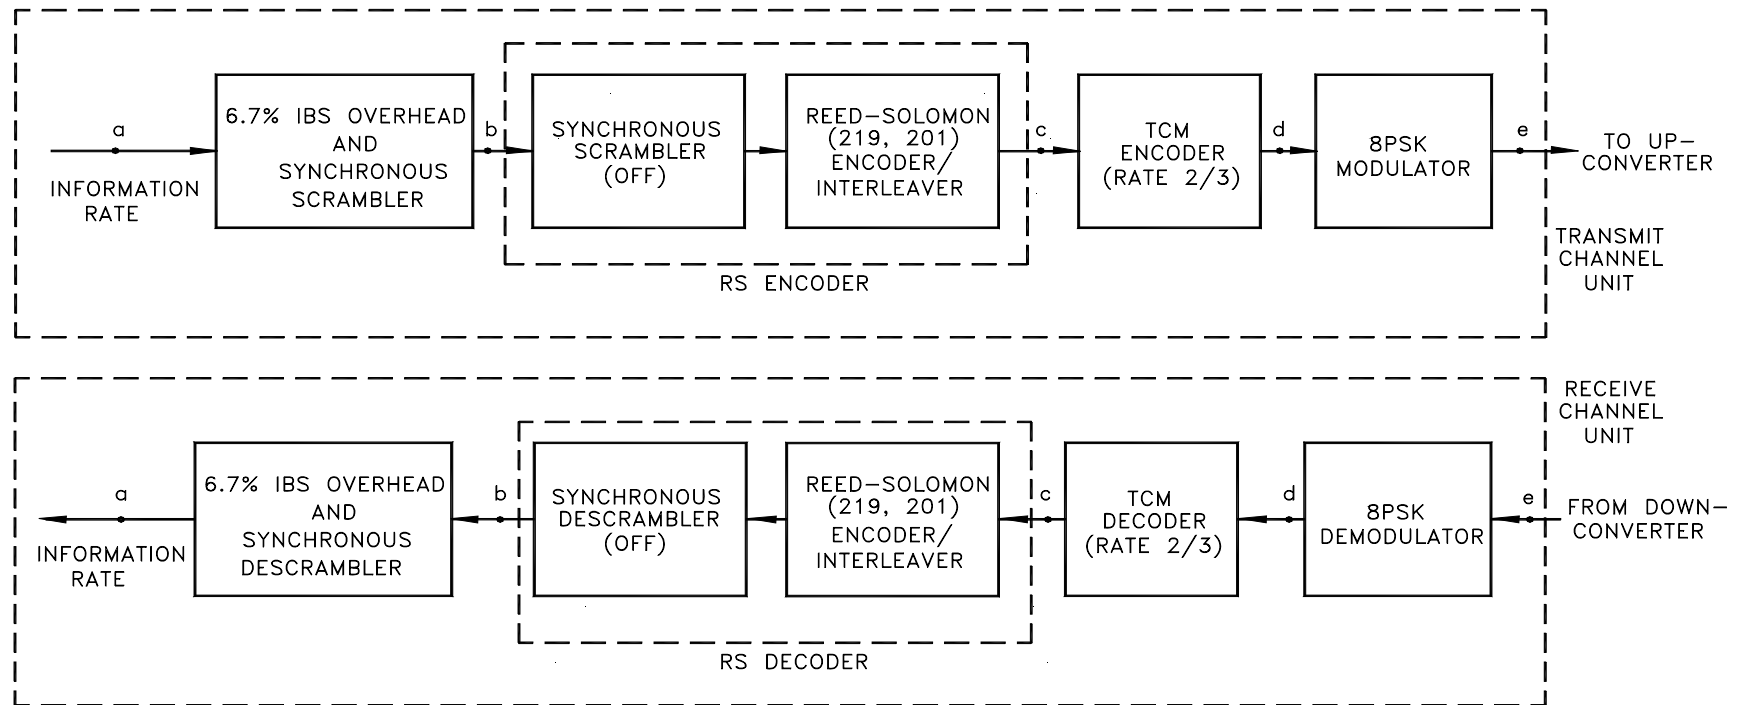 a
INFORMATION
RATE
6.7% IBS OVERHEAD
AND
SYNCHRONOUS
SCRAMBLER
b
SYNCHRONOUS
SCRAMBLER
(OFF)
REED-SOLOMON
(219, 201)
ENCODER/
INTERLEAVER
RS ENCODER
c
TCM
ENCODER
(RATE 2/3)
d
8PSK
MODULATOR
e
TO UP-
CONVERTER
TRANSMIT
CHANNEL
UNIT
RECEIVE
CHANNEL
UNIT
a
INFORMATION
RATE
6.7% IBS OVERHEAD
AND
SYNCHRONOUS
DESCRAMBLER
b
SYNCHRONOUS
DESCRAMBLER
(OFF)
REED-SOLOMON
(219, 201)
ENCODER/
INTERLEAVER
RS DECODER
c
TCM
DECODER
(RATE 2/3)
d
8PSK
DEMODULATOR
e
FROM DOWN-
CONVERTER